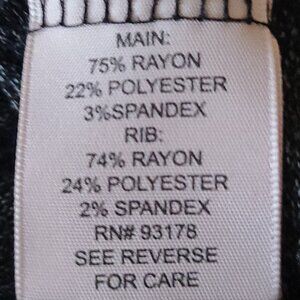 MAIN:
75% RAYON
22% POLYESTER
3%SPANDEX
RIB:
74% RAYON
24% POLYESTER
2% SPANDEX
RN# 93178
SEE REVERSE
FOR CARE